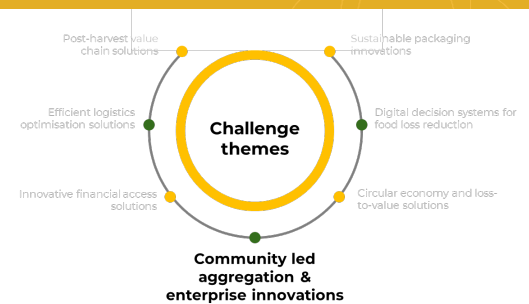 Post-harvest value
chain solutions
Sustainable packaging
innovations
Efficient logistics
optimisation solutions
Digital decision systems for
food loss reduction
Challenge
themes
Innovative financial access
solutions
Circular economy and loss-
to-value solutions
Community led
aggregation &
enterprise innovations